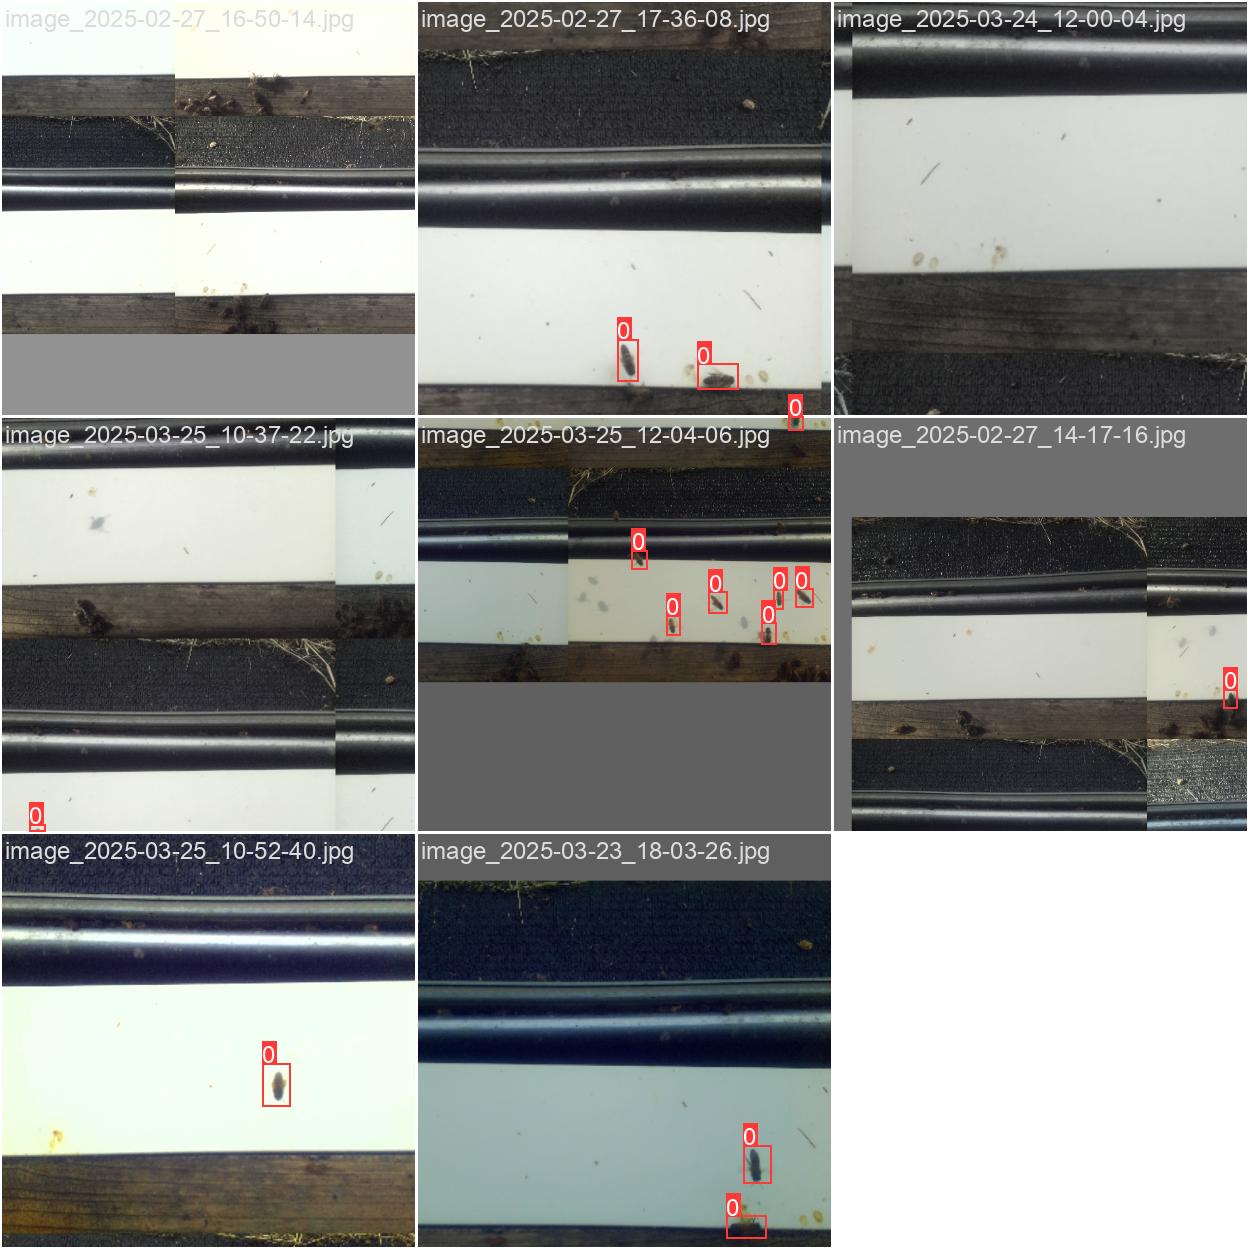 image_2025-02-27_16-50-14.jpg
image_2025-02-27_17-36-08.jpg
image_2025-03-24_12-00-04.jpg
0
0
0
image_2025-03-25_10-37-22.jpg
image_2025-03-25_12-04-06.jpg
image_2025-02-27_14-17-16.jpg
0
0
0
0
0
0
0
0
image_2025-03-25_10-52-40.jpg
image_2025-03-23_18-03-26.jpg
0
0
0